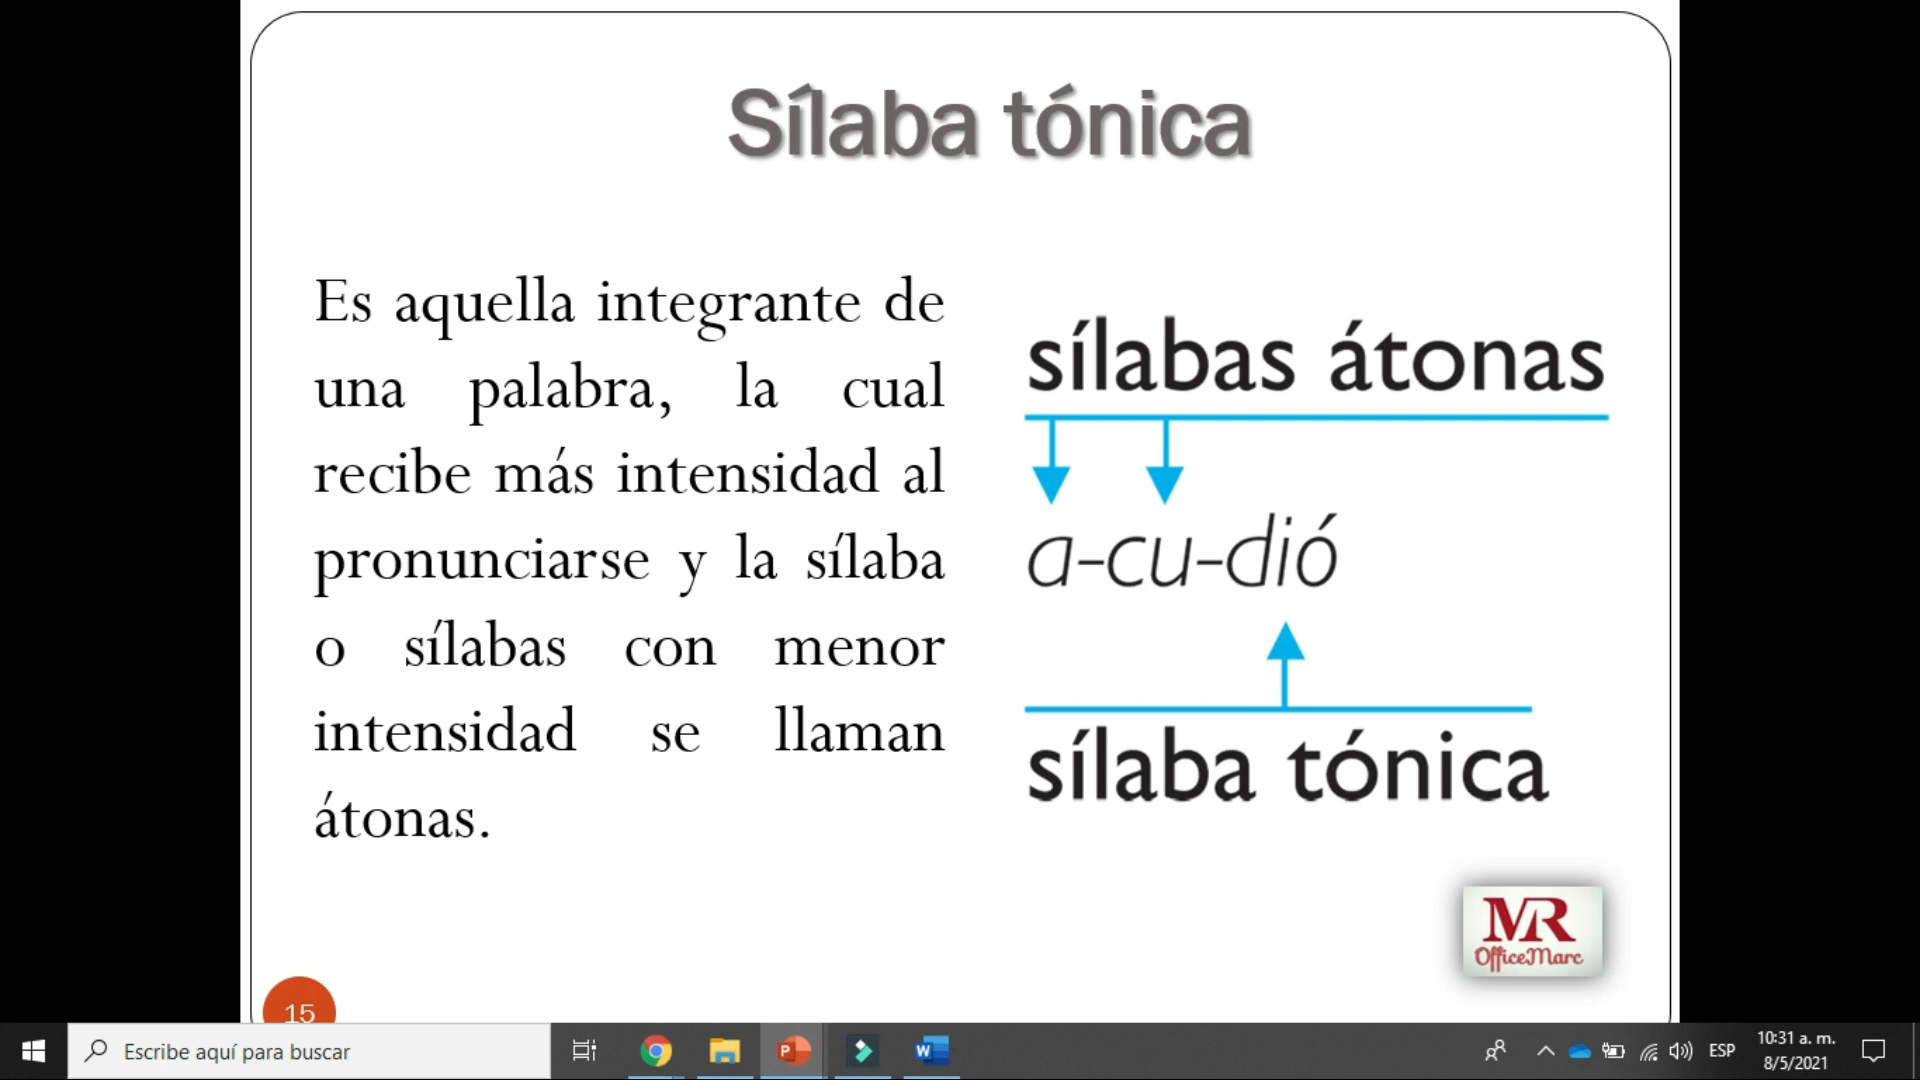 Sílaba tónica
Es aquella integrante de
una palabra, la cual
recibe más intensidad al
pronunciarse y la sílaba
o sílabas con menor
intensidad se llaman
átonas.
sílabas átonas
a-cu-dió
sílaba tónica
MR
OfficeMarc
15
Escribe aquí para buscar
ESP
10:31 a. m.
8/5/2021